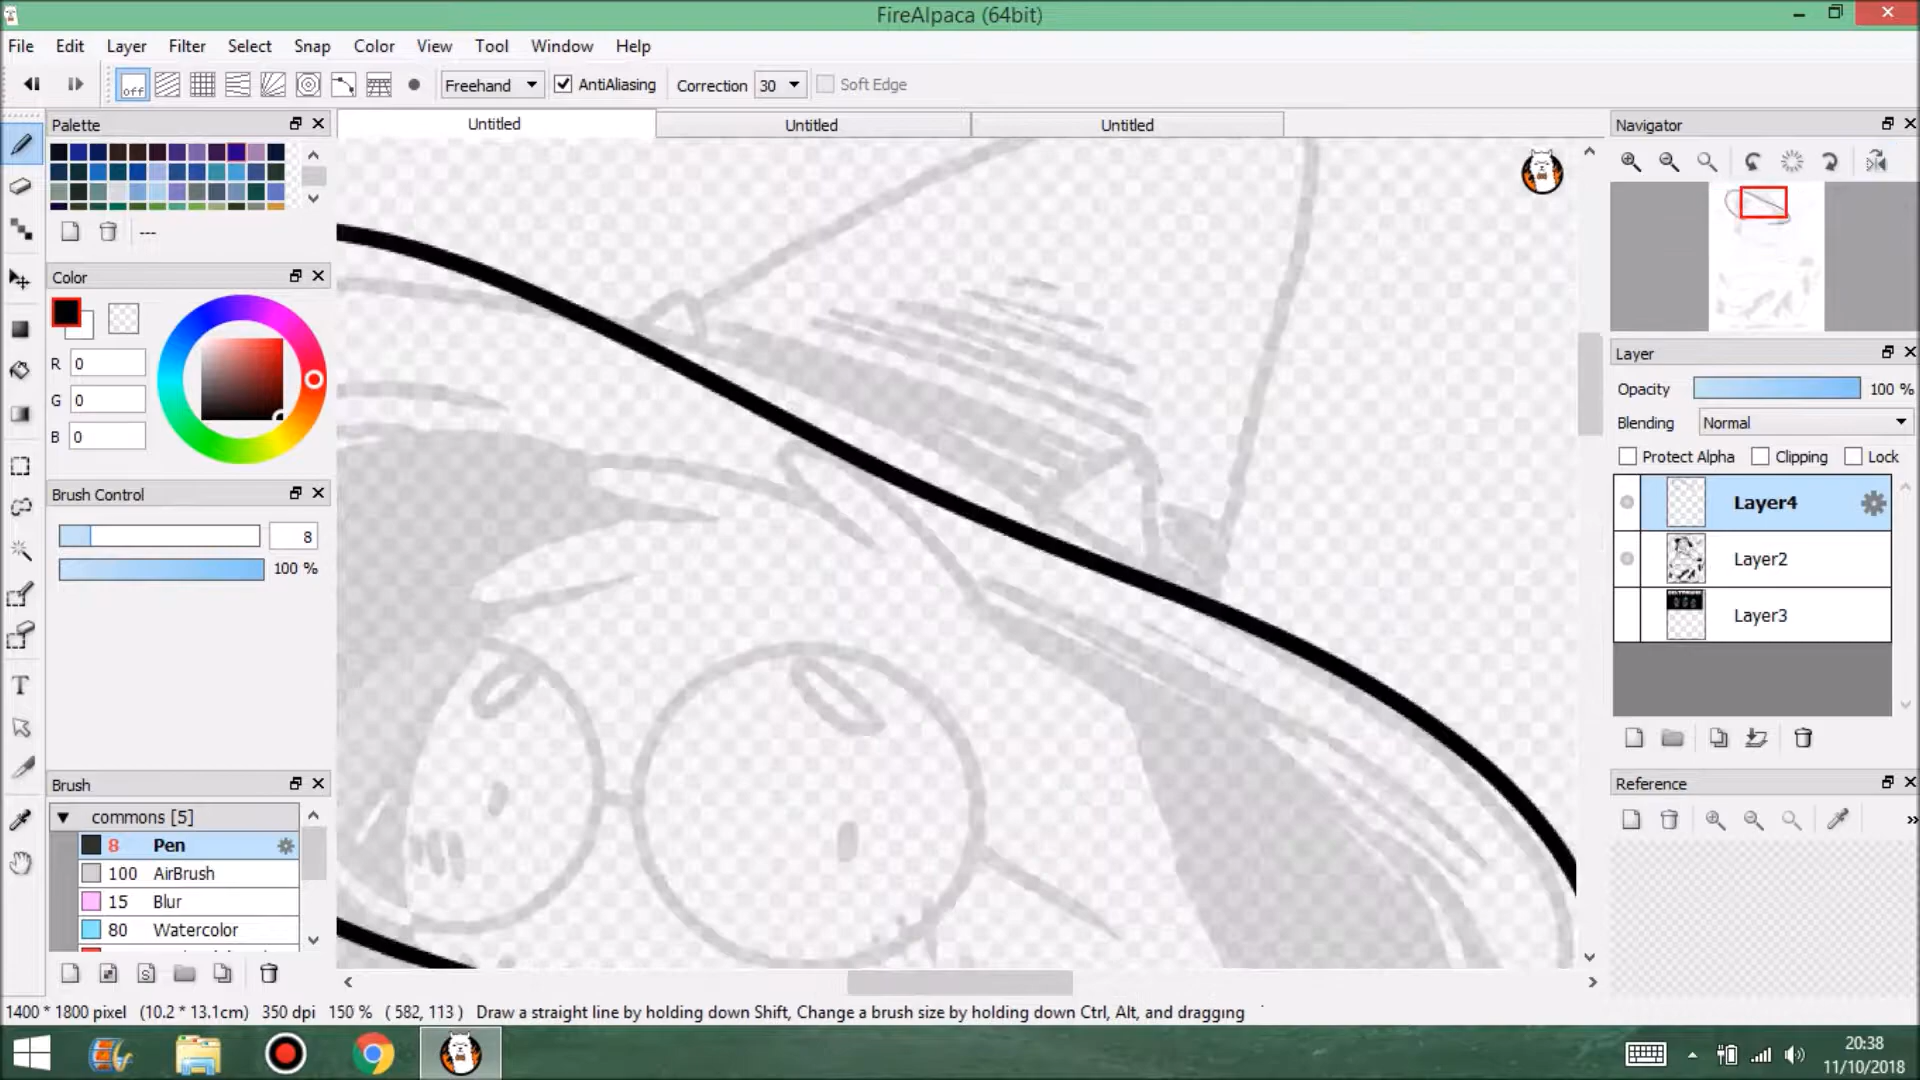 FireAlpaca (64bit)
File Edit Layer Filter Select Snap Color View Tool Window Help
off Freehand AntiAliasing Correction 30 Soft Edge
Palette
Untitled Untitled Untitled
Navigator
---
Color
R 0
G 0
B 0
Layer
Opacity 100 %
Blending Normal
Protect Alpha Clipping Lock
Layer4
Layer2
Layer3
Brush Control
8
100 %
Brush
commons [5]
8 Pen
100 AirBrush
15 Blur
80 Watercolor
Reference
1400 * 1800 pixel (10.2 * 13.1cm) 350 dpi 150 % ( 582, 113 ) Draw a straight line by holding down Shift, Change a brush size by holding down Ctrl, Alt, and dragging
20:38
11/10/2018